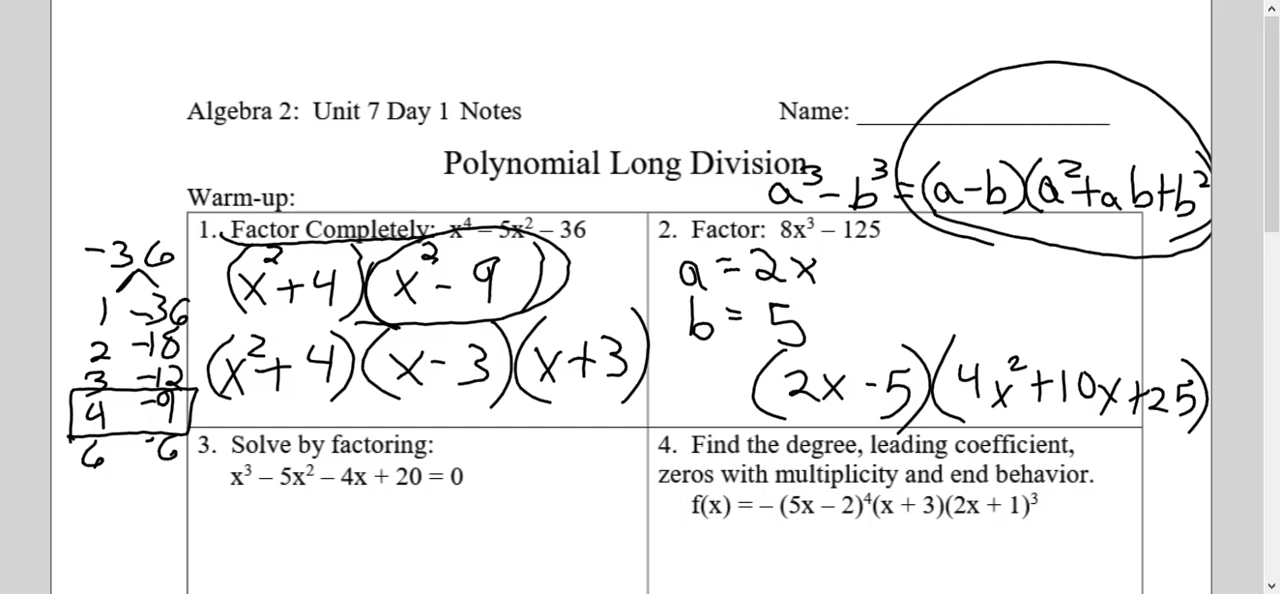 Algebra 2: Unit 7 Day 1 Notes
Name: ____________________
Polynomial Long Division
a³ - b³ = (a-b)(a²+ab+b²)
Warm-up:
1. Factor Completely: x⁴ – 5x² – 36
(x²+4)(x²-9)
(x²+4)(x-3)(x+3)
-36
1 -36
2 -18
3 -12
4 -9
6 -6
2. Factor: 8x³ – 125
a = 2x
b = 5
(2x-5)(4x²+10x+25)
3. Solve by factoring:
x³ – 5x² – 4x + 20 = 0
4. Find the degree, leading coefficient,
zeros with multiplicity and end behavior.
f(x) = – (5x – 2)⁴(x + 3)(2x + 1)³